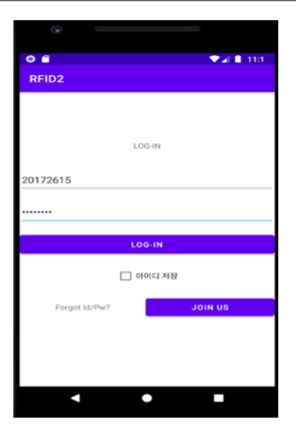 11:1
RFID2
LOG-IN
20172615
••••••••
LOG-IN
아이디 저장
Forgot Id/Pw?
JOIN US